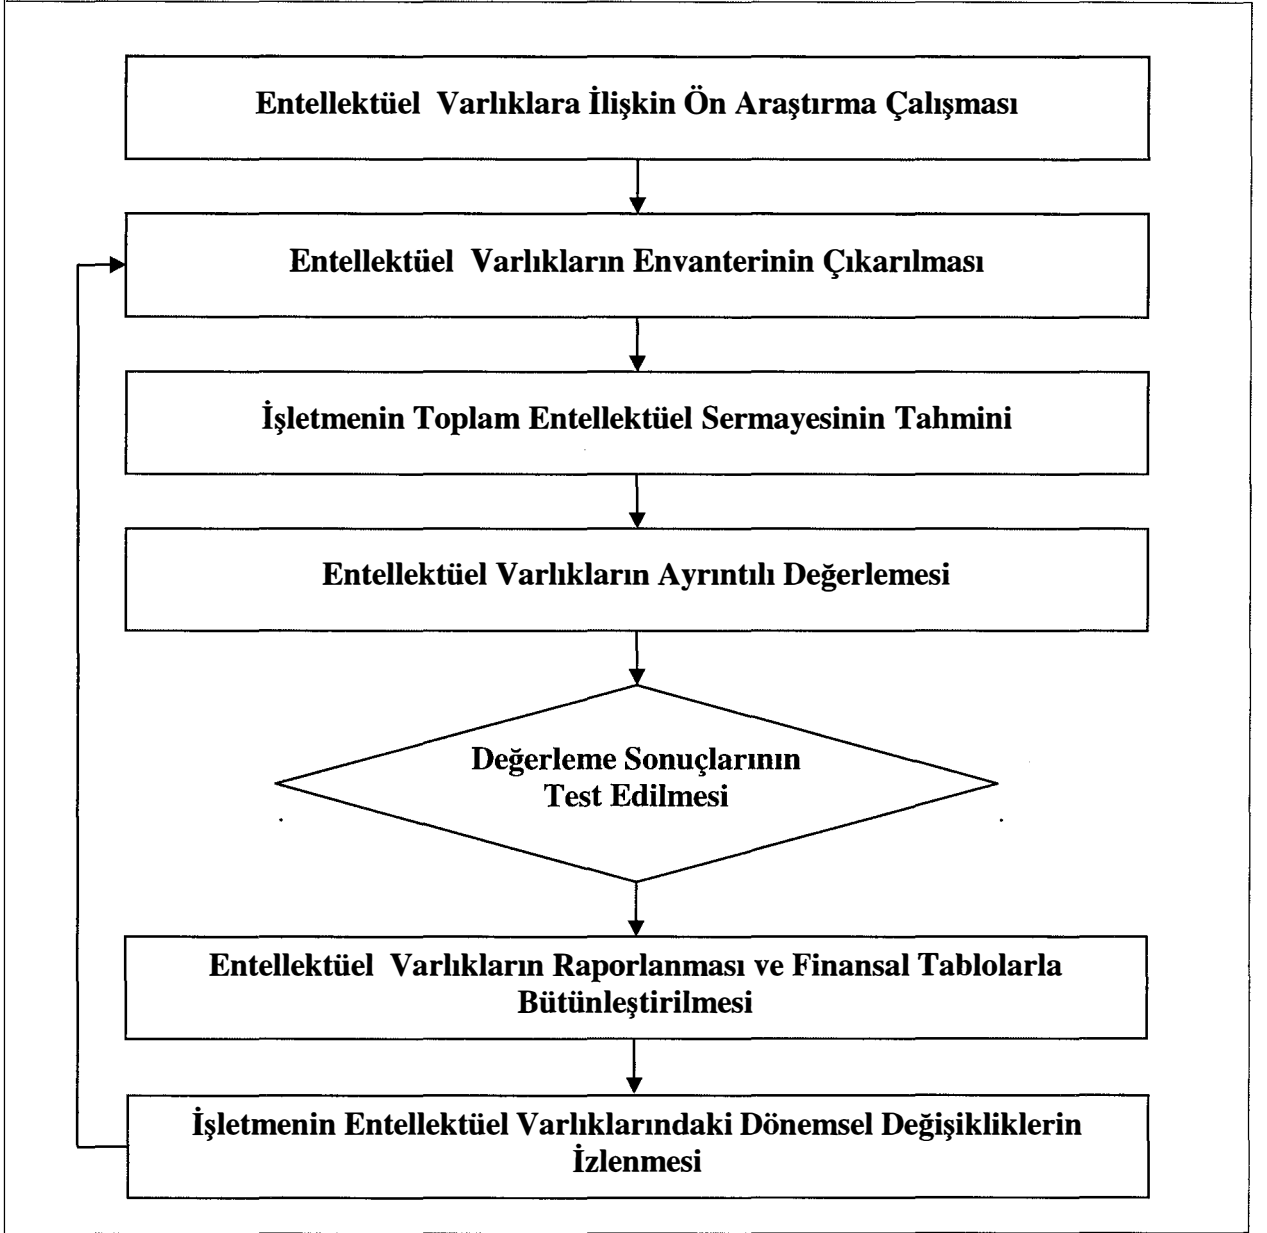 Entellektüel Varlıklara İlişkin Ön Araştırma Çalışması
Entellektüel Varlıkların Envanterinin Çıkarılması
İşletmenin Toplam Entellektüel Sermayesinin Tahmini
Entellektüel Varlıkların Ayrıntılı Değerlemesi
Değerleme Sonuçlarının
Test Edilmesi
Entellektüel Varlıkların Raporlanması ve Finansal Tablolarla
Bütünleştirilmesi
İşletmenin Entellektüel Varlıklarındaki Dönemsel Değişikliklerin
İzlenmesi